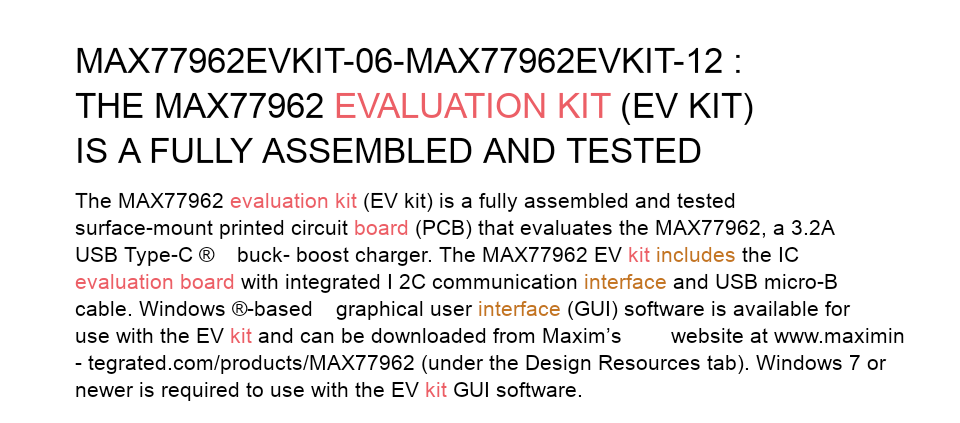 MAX77962EVKIT-06-MAX77962EVKIT-12 :
THE MAX77962 EVALUATION KIT (EV KIT)
IS A FULLY ASSEMBLED AND TESTED
The MAX77962 evaluation kit (EV kit) is a fully assembled and tested
surface-mount printed circuit board (PCB) that evaluates the MAX77962, a 3.2A
USB Type-C ® buck- boost charger. The MAX77962 EV kit includes the IC
evaluation board with integrated I 2C communication interface and USB micro-B
cable. Windows ®-based graphical user interface (GUI) software is available for
use with the EV kit and can be downloaded from Maxim’s website at www.maximin
- tegrated.com/products/MAX77962 (under the Design Resources tab). Windows 7 or
newer is required to use with the EV kit GUI software.